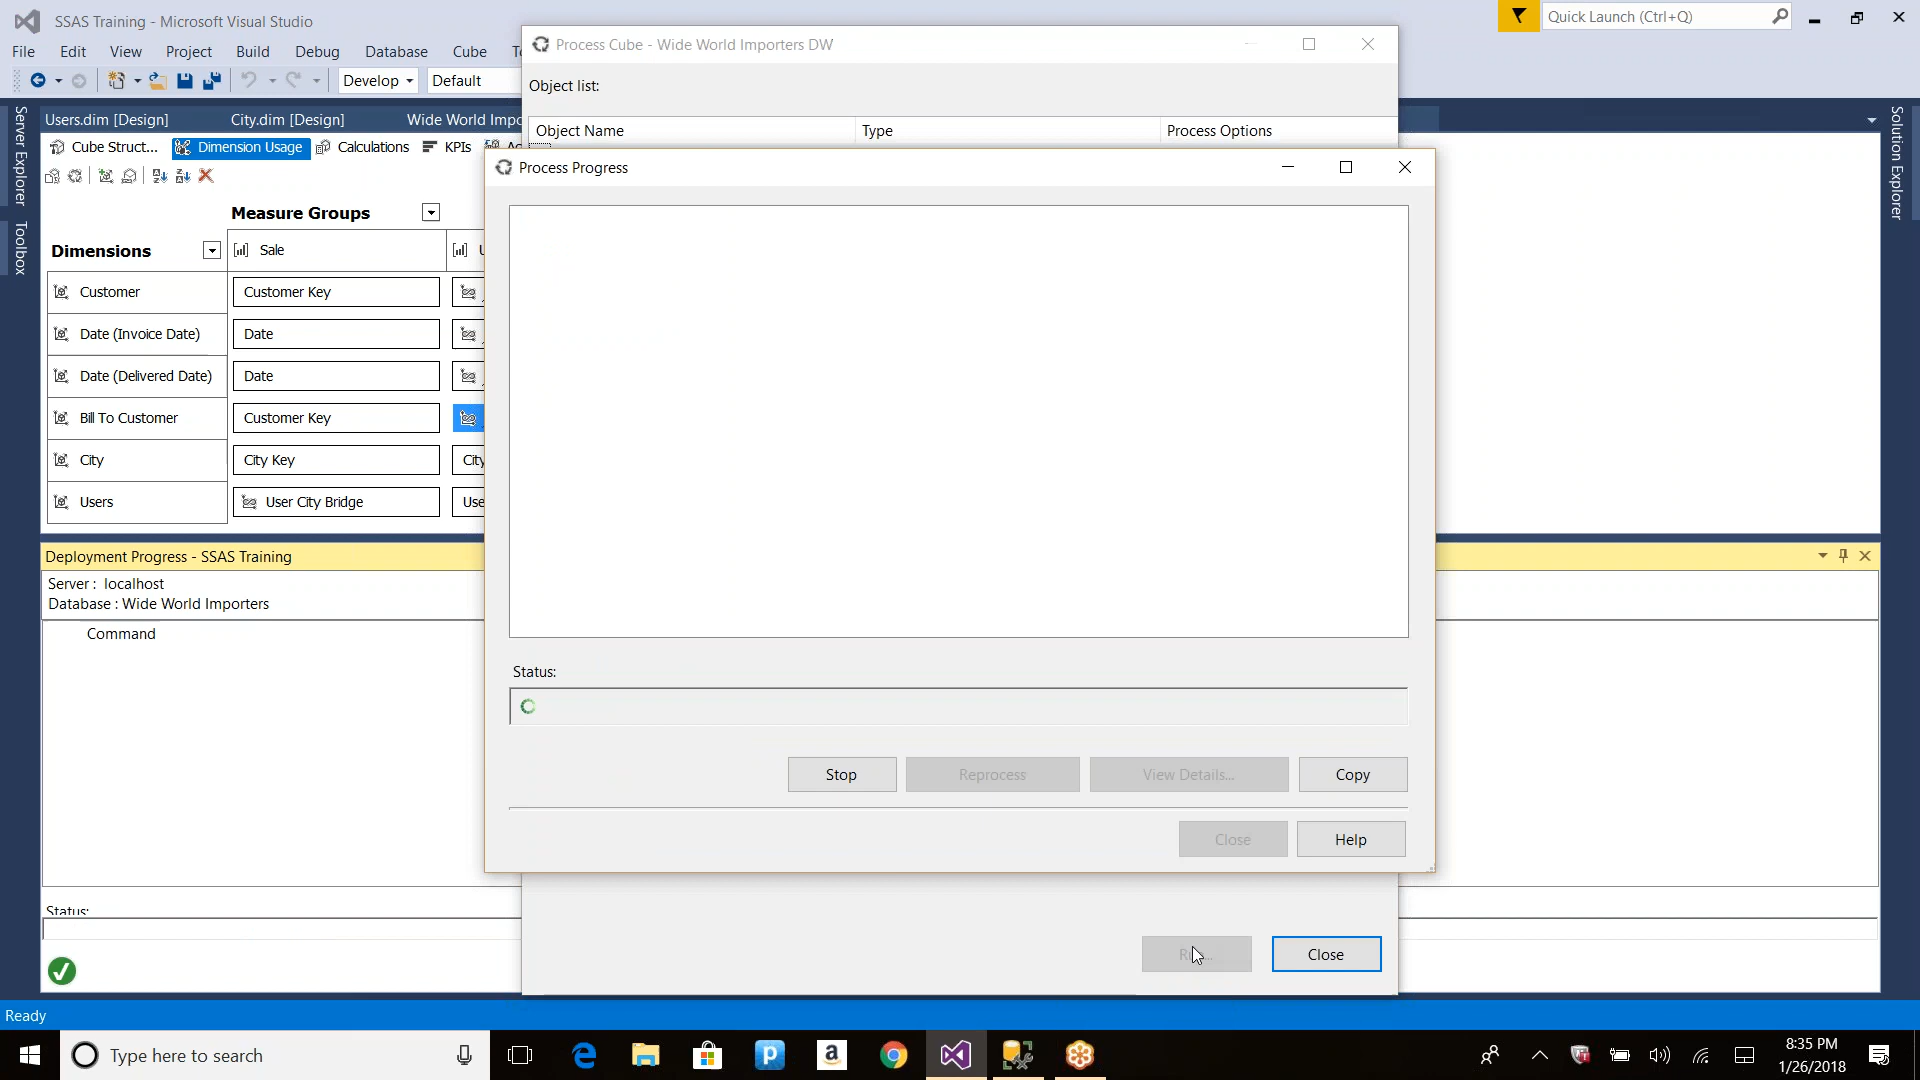 SSAS Training - Microsoft Visual Studio
Quick Launch (Ctrl+Q)
File Edit View Project Build Debug Database Cube
Develop Default
Process Cube - Wide World Importers DW
Object list:
Object Name Type Process Options
Server Explorer
Toolbox
Solution Explorer
Users.dim [Design] City.dim [Design] Wide World
Cube Struct... Dimension Usage Calculations KPIs
Measure Groups
Dimensions Sale
Customer Customer Key
Date (Invoice Date) Date
Date (Delivered Date) Date
Bill To Customer Customer Key
City City Key
Users User City Bridge
Process Progress
Status:
Stop Reprocess View Details... Copy
Close Help
Deployment Progress - SSAS Training
Server : localhost
Database : Wide World Importers
Command
Status:
Close
Ready
Type here to search
8:35 PM
1/26/2018